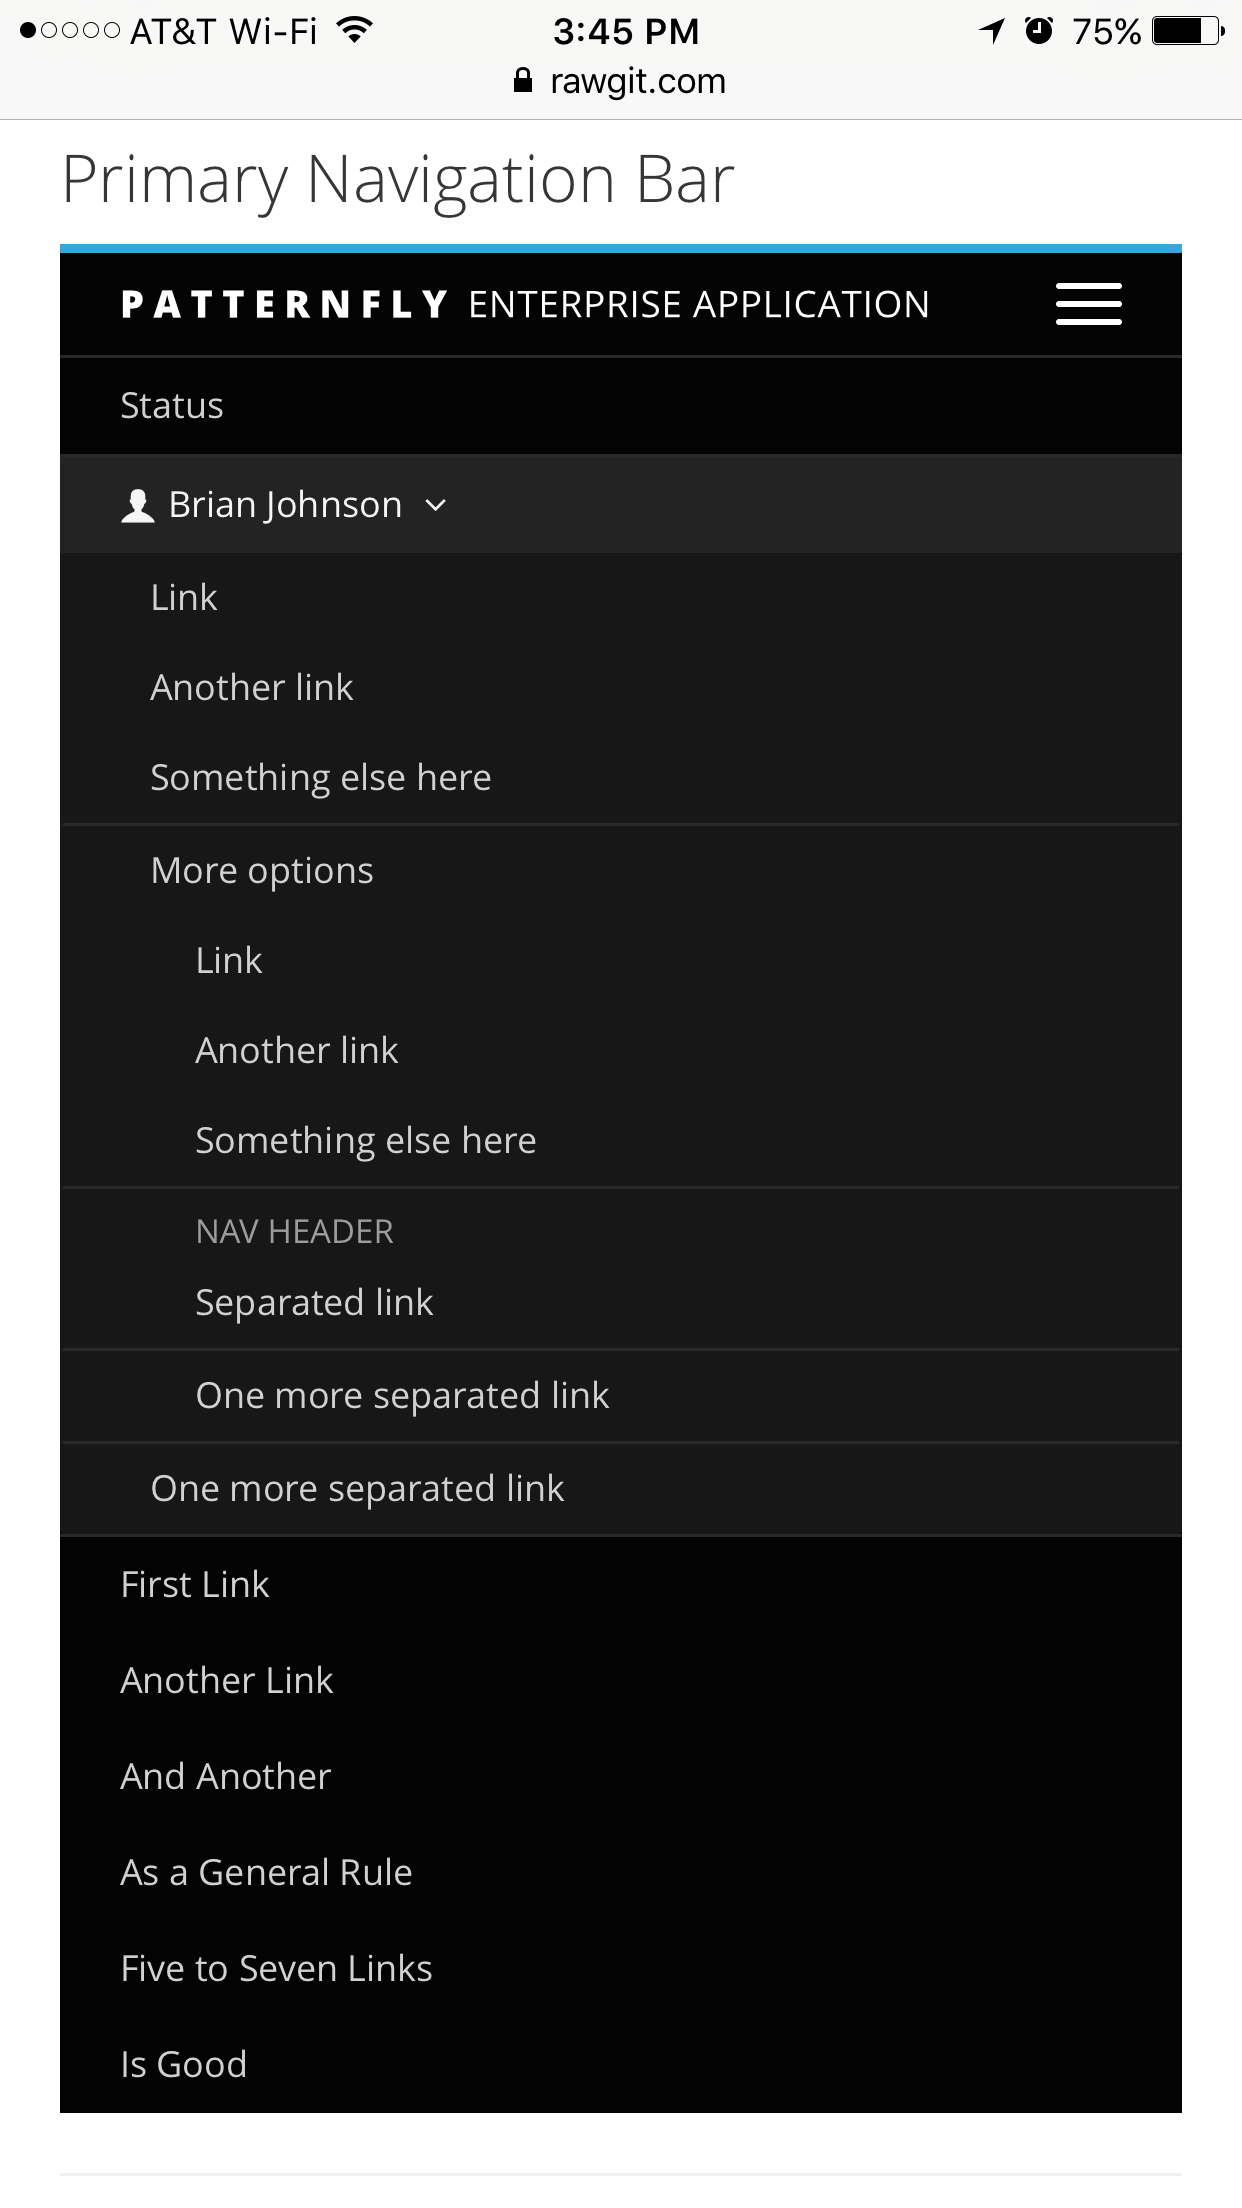 AT&T Wi-Fi 3:45 PM 75%
rawgit.com
Primary Navigation Bar
PATTERNFLY ENTERPRISE APPLICATION
Status
Brian Johnson
Link
Another link
Something else here
More options
Link
Another link
Something else here
NAV HEADER
Separated link
One more separated link
One more separated link
First Link
Another Link
And Another
As a General Rule
Five to Seven Links
Is Good